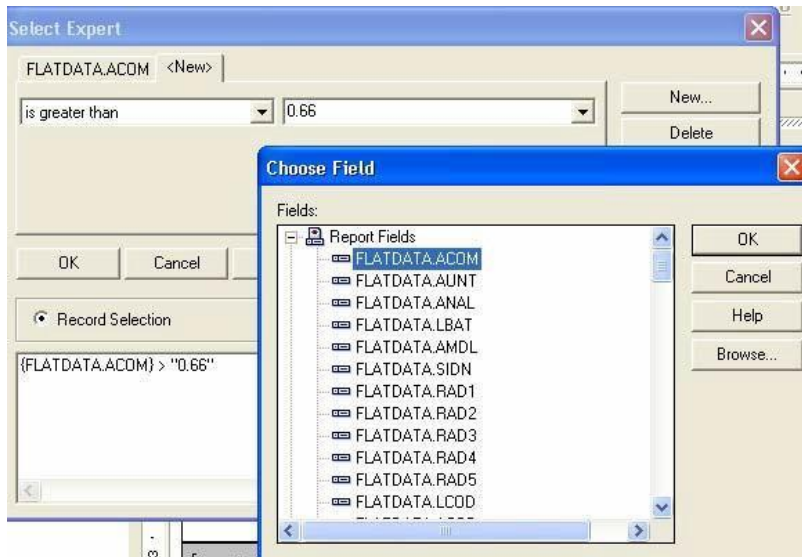 Select Expert
FLATDATA.ACOM <New>
is greater than 0.66
New...
Delete
OK Cancel
Record Selection
{FLATDATA.ACOM} > "0.66"
Choose Field
Fields:
Report Fields
FLATDATA.ACOM
FLATDATA.AUNT
FLATDATA.ANAL
FLATDATA.LBAT
FLATDATA.AMDL
FLATDATA.SIDN
FLATDATA.RAD1
FLATDATA.RAD2
FLATDATA.RAD3
FLATDATA.RAD4
FLATDATA.RAD5
FLATDATA.LCOD
OK
Cancel
Help
Browse...